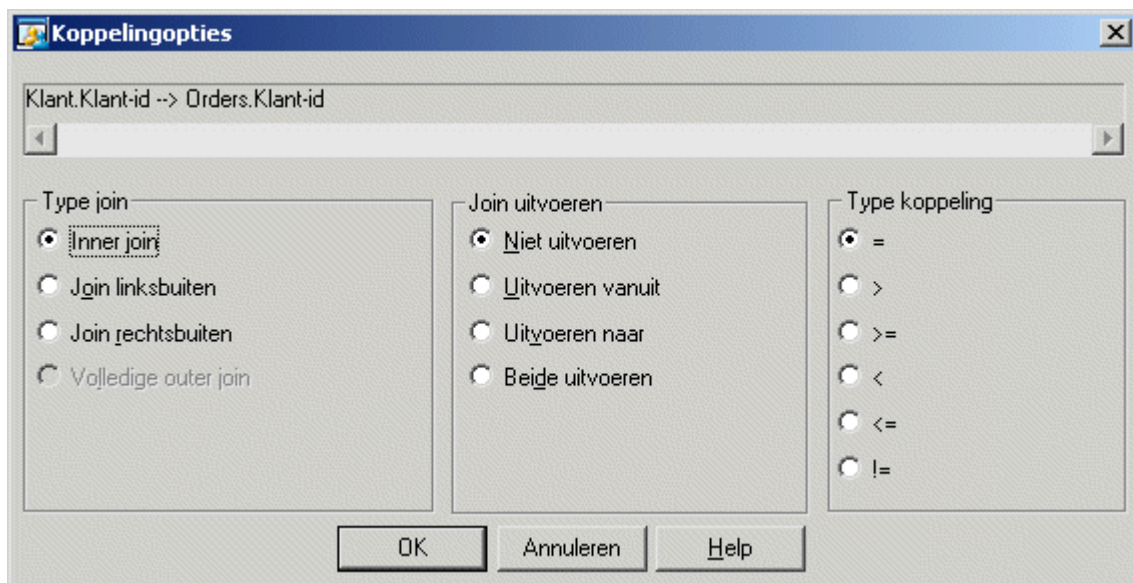 Koppelingopties
Klant.Klant-id --> Orders.Klant-id
Type join
Inner join
Join linksbuiten
Join rechtsbuiten
Volledige outer join
Join uitvoeren
Niet uitvoeren
Uitvoeren vanuit
Uitvoeren naar
Beide uitvoeren
Type koppeling
=
>
>=
<
<=
!=
OK
Annuleren
Help